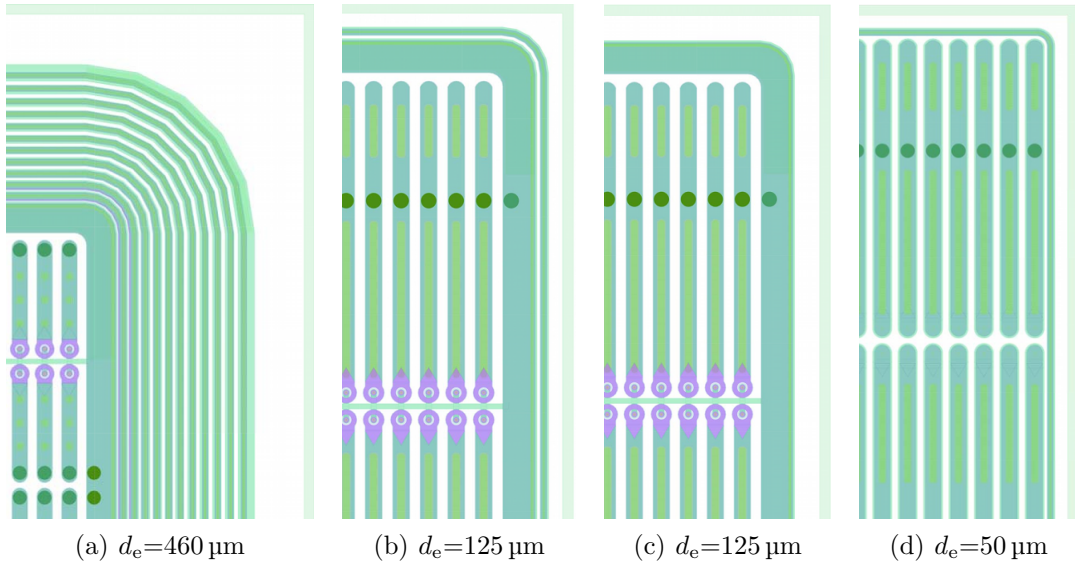 (a) dₑ=460 µm
(b) dₑ=125 µm
(c) dₑ=125 µm
(d) dₑ=50 µm